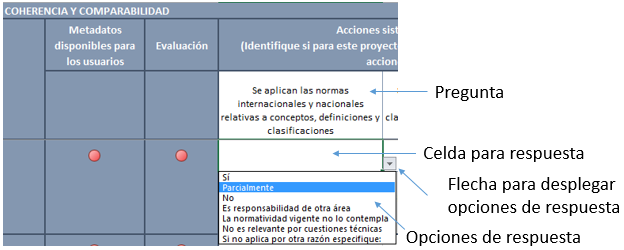 COHERENCIA Y COMPARABILIDAD
Metadatos
disponibles para
los usuarios
Evaluación
Acciones sist
(Identifique si para este proyect
accion
Se aplican las normas
internacionales y nacionales
relativas a conceptos, definiciones y
clasificaciones
cla
Pregunta
Celda para respuesta
Flecha para desplegar
opciones de respuesta
Sí
Parcialmente
No
Es responsabilidad de otra área
La normatividad vigente no lo contempla
No es relevante por cuestiones técnicas
Si no aplica por otra razón especifique:
Opciones de respuesta